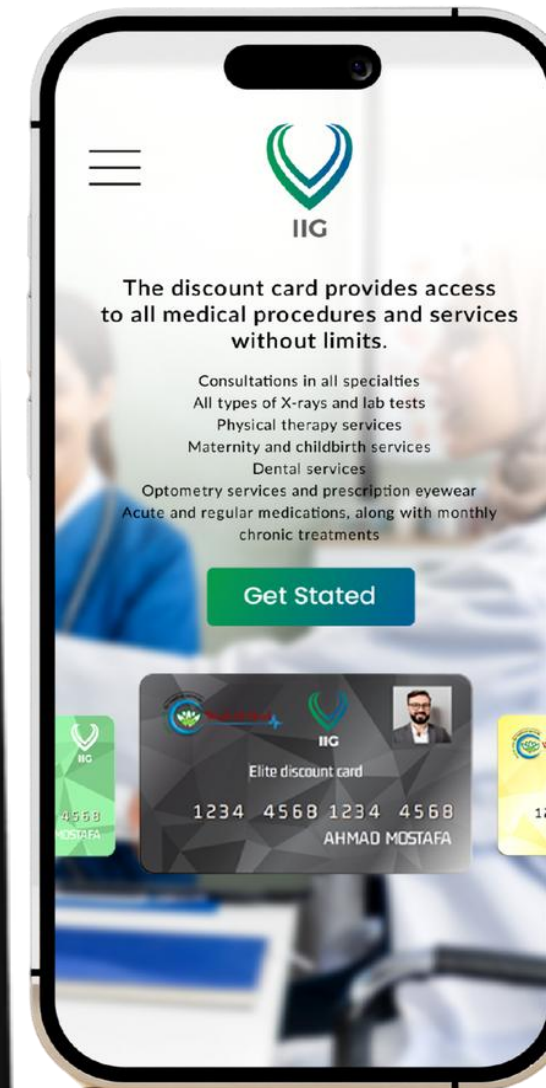 IIG
The discount card provides access
to all medical procedures and services
without limits.
Consultations in all specialties
All types of X-rays and lab tests
Physical therapy services
Maternity and childbirth services
Dental services
Optometry services and prescription eyewear
Acute and regular medications, along with monthly
chronic treatments
Get Stated
IIG
4568
MOSTAFA
IIG
Elite discount card
1234 4568 1234 4568
AHMAD MOSTAFA